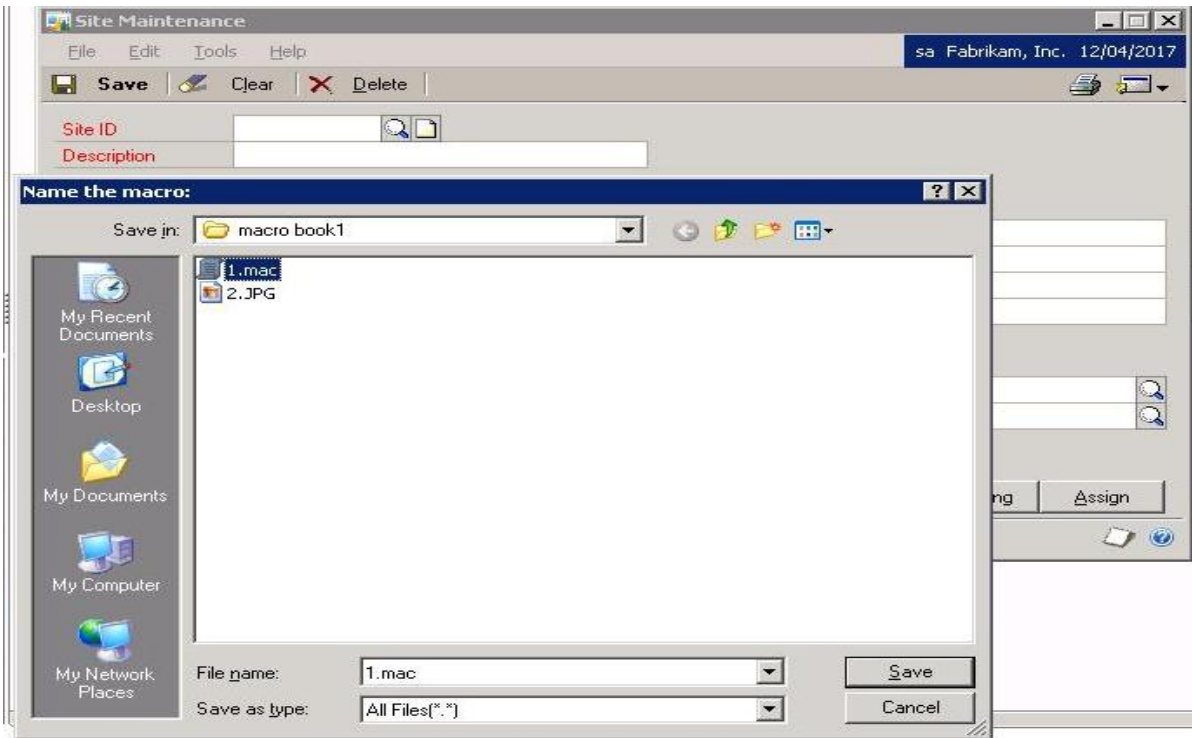 Site Maintenance
File Edit Tools Help
sa Fabrikam, Inc. 12/04/2017
Save Clear Delete
Site ID
Description
Name the macro:
Save in: macro book1
1.mac
2.JPG
My Recent
Documents
Desktop
My Documents
My Computer
My Network
Places
ng Assign
File name: 1.mac Save
Save as type: All Files(*.*) Cancel